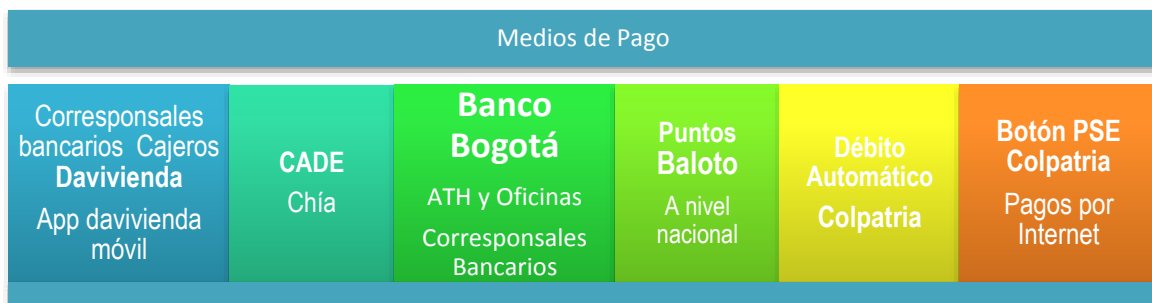 Medios de Pago
Corresponsales
bancarios Cajeros
Davivienda
App davivienda
móvil
CADE
Chía
Banco
Bogotá
ATH y Oficinas
Corresponsales
Bancarios
Puntos
Baloto
A nivel
nacional
Débito
Automático
Colpatria
Botón PSE
Colpatria
Pagos por
Internet